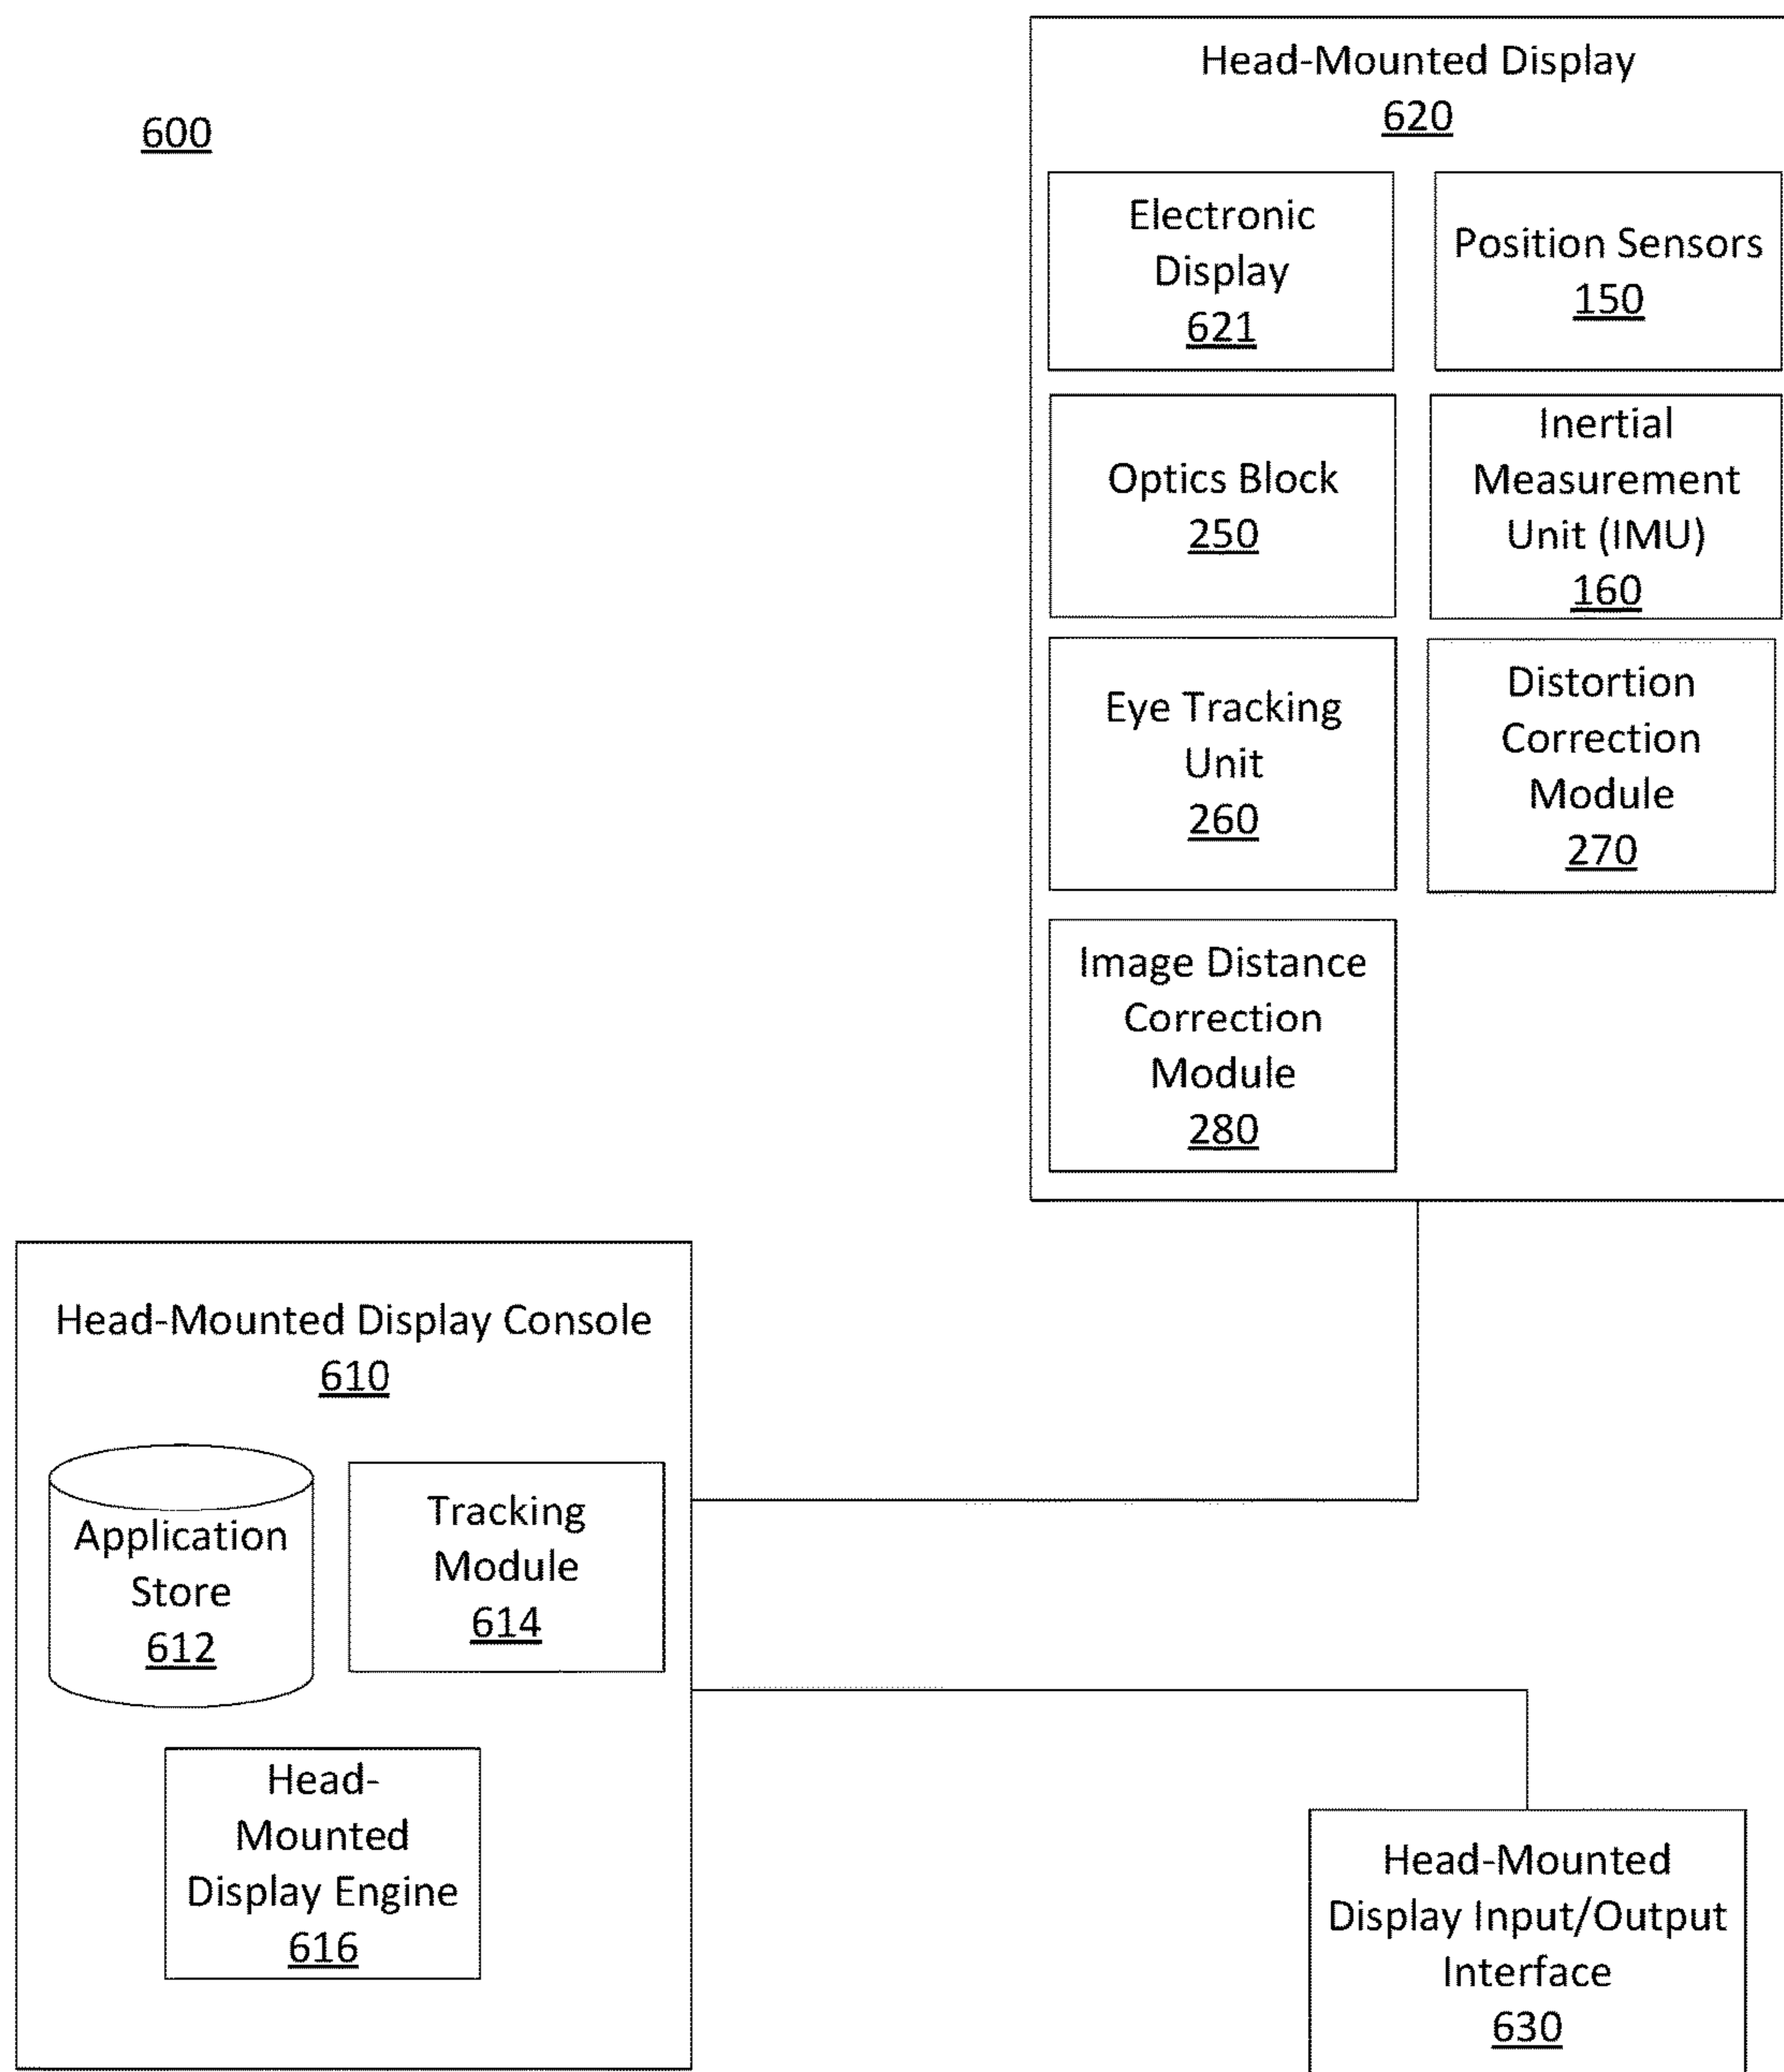 600
Head-Mounted Display
620
Electronic
Display
621
Position Sensors
150
Optics Block
250
Inertial
Measurement
Unit (IMU)
160
Eye Tracking
Unit
260
Distortion
Correction
Module
270
Image Distance
Correction
Module
280
Head-Mounted Display Console
610
Application
Store
612
Tracking
Module
614
Head-
Mounted
Display Engine
616
Head-Mounted
Display Input/Output
Interface
630